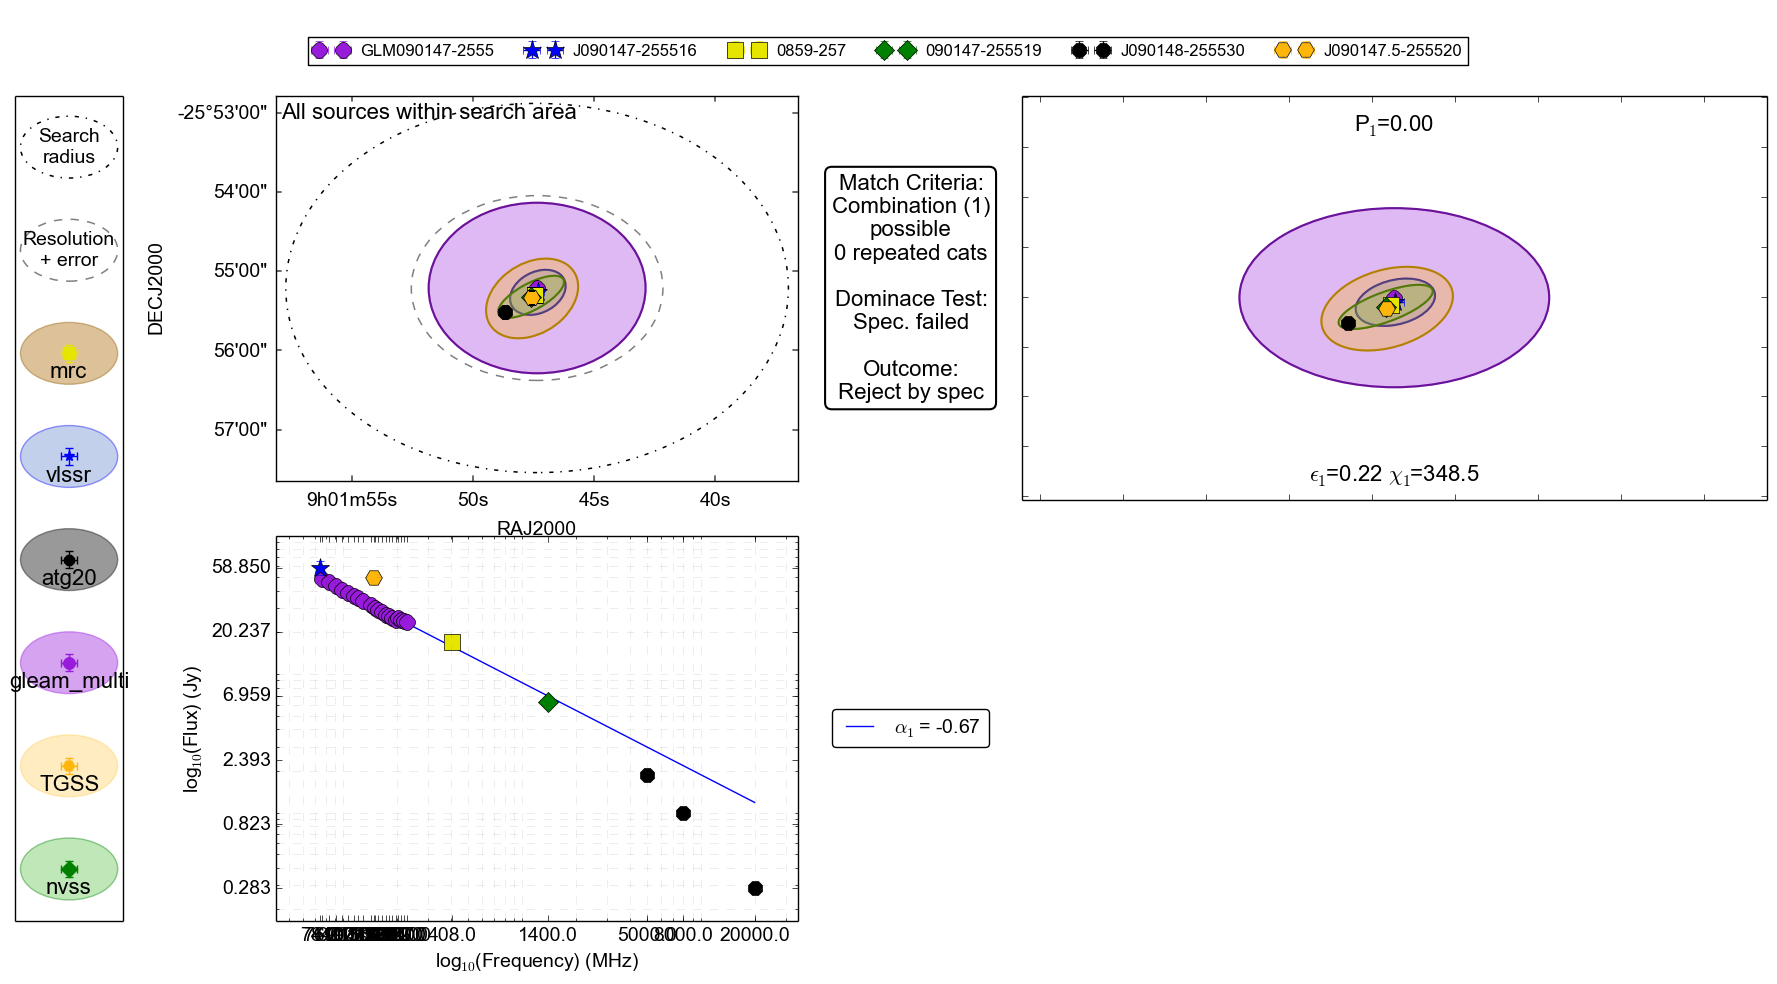 GLM090147-2555 J090147-255516 0859-257 090147-255519 J090148-255530 J090147.5-255520
Search
radius
Resolution
+ error
mrc
vlssr
atg20
gleam_multi
TGSS
nvss
All sources within search area
-25°53'00"
54'00"
55'00"
56'00"
57'00"
DECJ2000
9h01m55s 50s 45s 40s
RAJ2000
Match Criteria:
Combination (1)
possible
0 repeated cats
Dominace Test:
Spec. failed
Outcome:
Reject by spec
P₁=0.00
ϵ₁=0.22 χ₁=348.5
58.850
20.237
6.959
2.393
0.823
0.283
log₁₀(Flux) (Jy)
408.0 1400.0 5000.0 8000.0 20000.0
log₁₀(Frequency) (MHz)
α₁ = -0.67